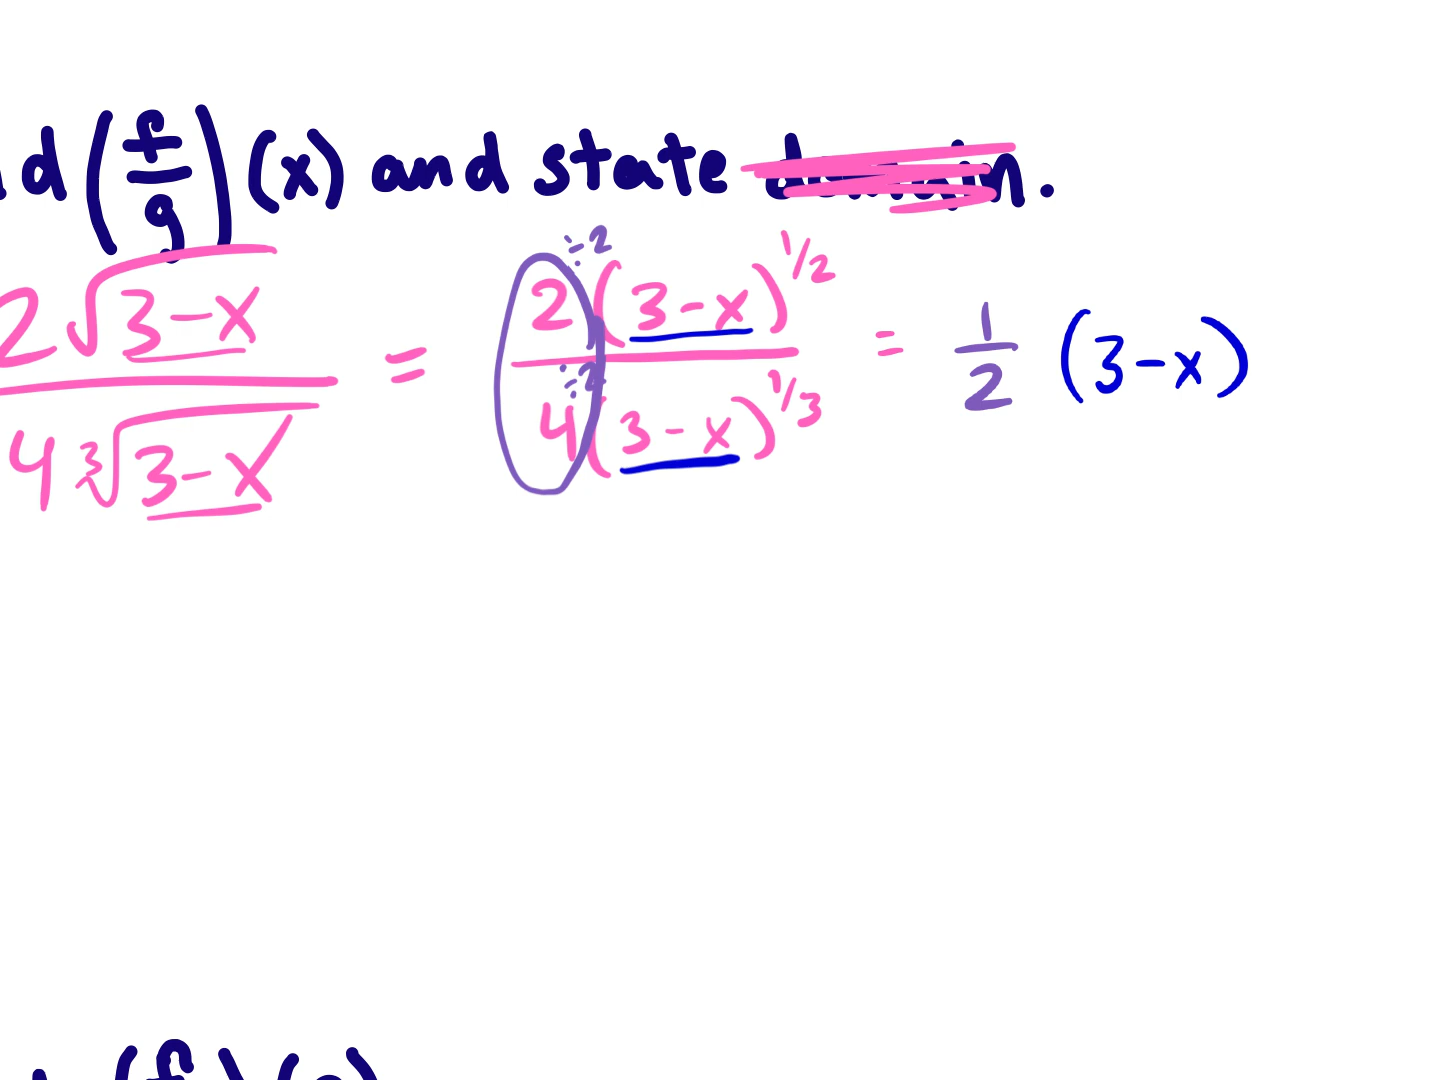 d (f/g)(x) and state domain.
2√(3-x) / 4∛(3-x) = 2(3-x)^1/2 / 4(3-x)^1/3 = 1/2 (3-x)
÷2
÷2